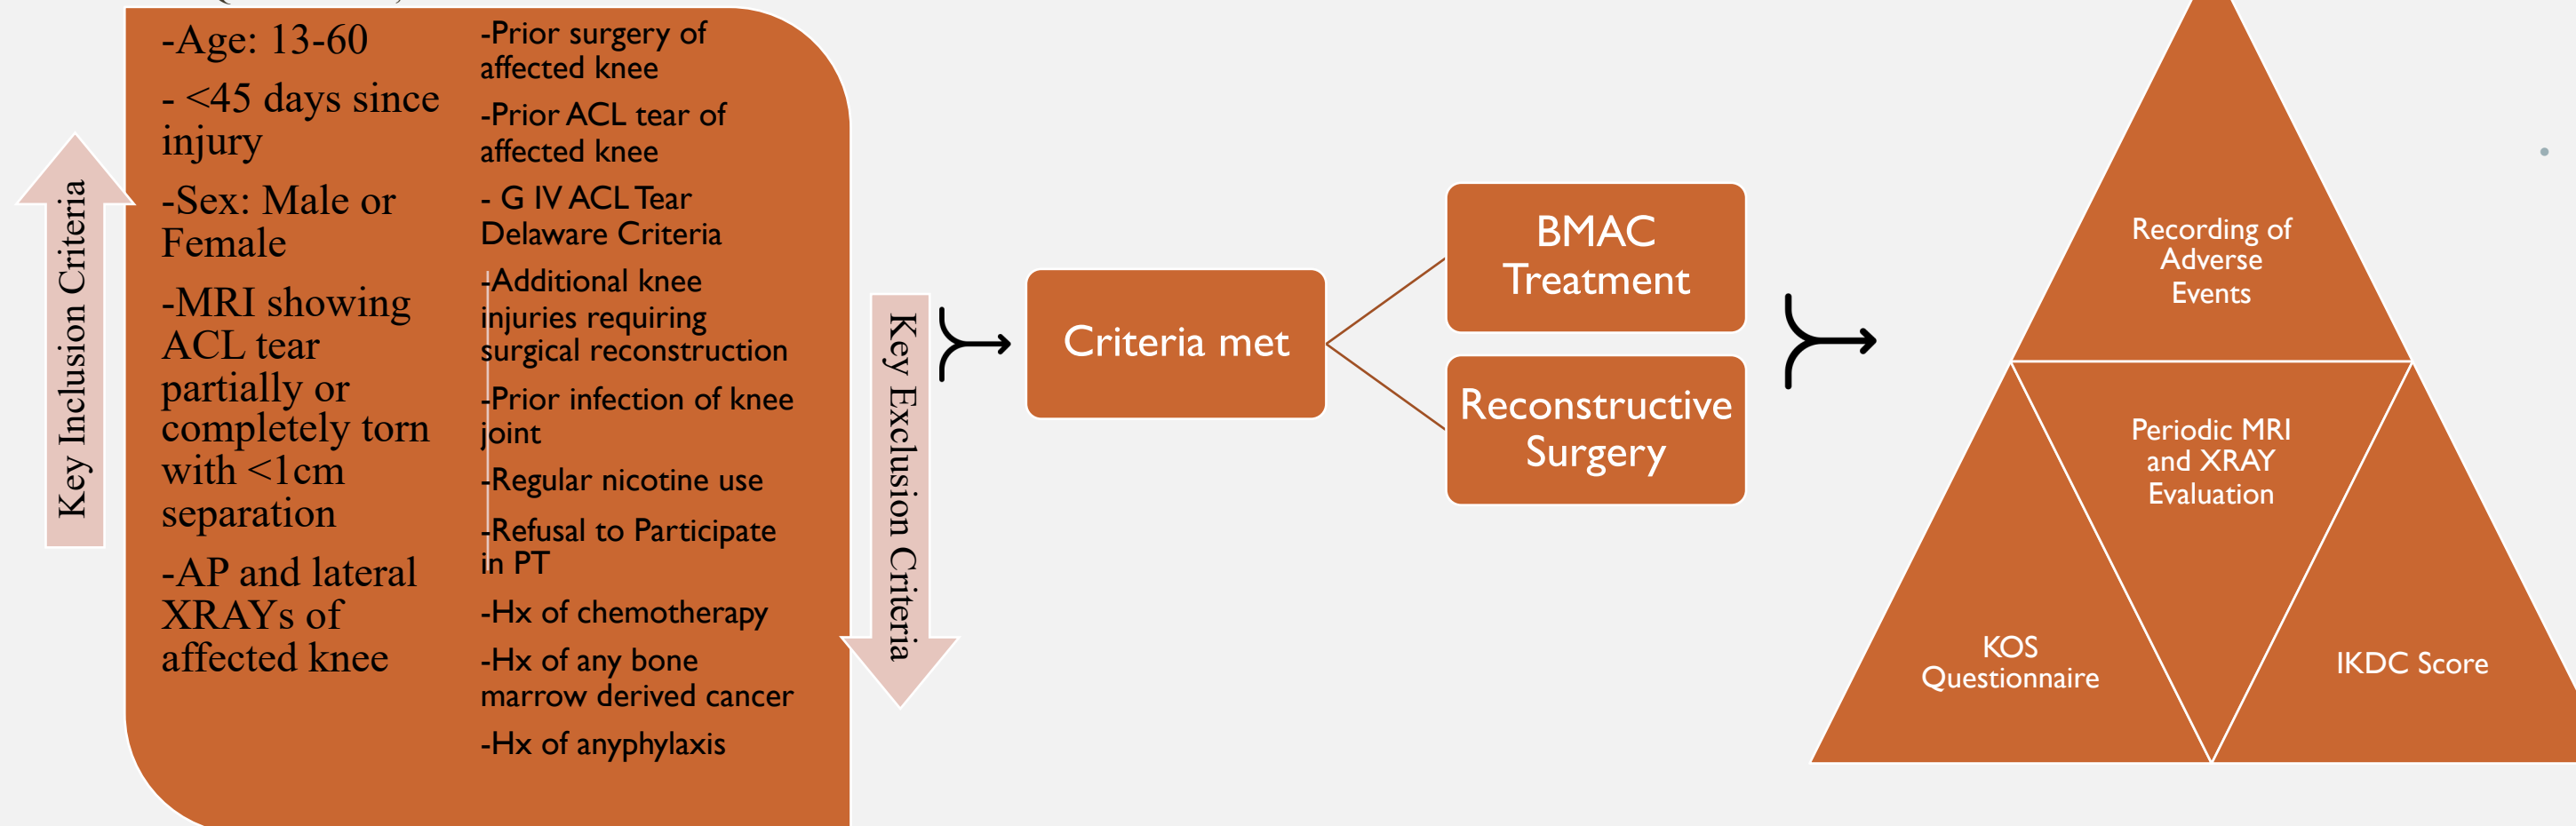 Key Inclusion Criteria
-Age: 13-60
- <45 days since
injury
-Sex: Male or
Female
-MRI showing
ACL tear
partially or
completely torn
with <1cm
separation
-AP and lateral
XRAYs of
affected knee
-Prior surgery of
affected knee
-Prior ACL tear of
affected knee
- G IV ACL Tear
Delaware Criteria
-Additional knee
injuries requiring
surgical reconstruction
-Prior infection of knee
joint
-Regular nicotine use
-Refusal to Participate
in PT
-Hx of chemotherapy
-Hx of any bone
marrow derived cancer
-Hx of anyphylaxis
Key Exclusion Criteria
Criteria met
BMAC
Treatment
Reconstructive
Surgery
Recording of
Adverse
Events
Periodic MRI
and XRAY
Evaluation
KOS
Questionnaire
IKDC Score